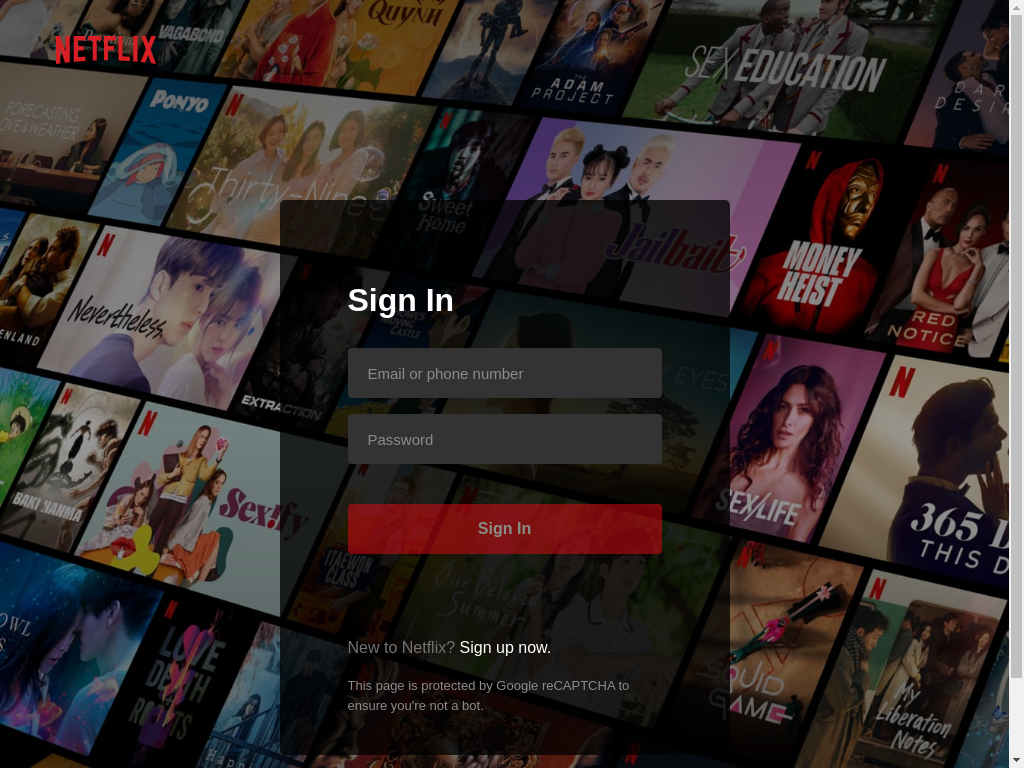 QUỲNH
VAGABOND
NETFLIX
THE
ADAM
PROJECT
SEX EDUCATION
FORECASTING
LOVE & WEATHER
PONYO
Thirty-Nine
Sweet
Home
Jailbait
MONEY
HEIST
RED
NOTICE
Nevertheless,
MOVING
CASTLE
EXTRACTION
Sign In
Email or phone number
Password
BAKI HANMA
Sex!fy
SEX/LIFE
365 D
THIS D
Sign In
ITAEWON
CLASS
Our Beloved
Summer
LOVE
DEATH
ROBOTS
SQUID
GAME
My
Liberation
Notes
New to Netflix? Sign up now.
This page is protected by Google reCAPTCHA to
ensure you're not a bot.